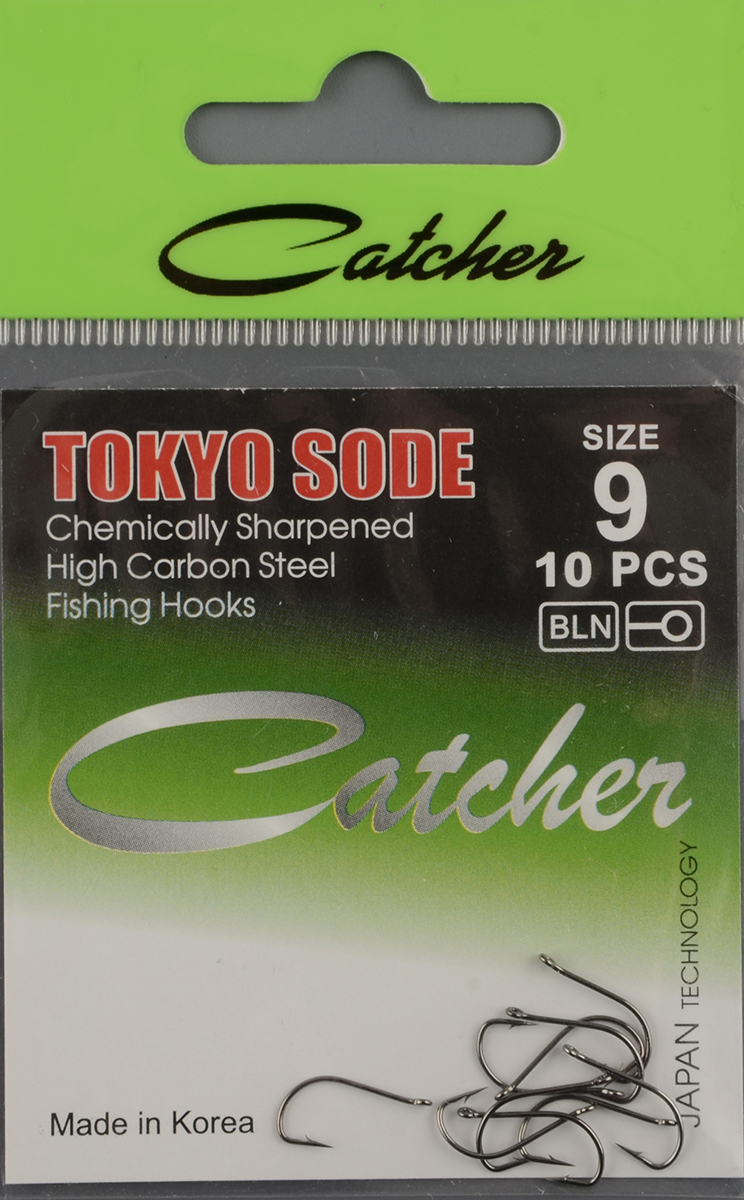 Catcher
TOKYO SODE
Chemically Sharpened
High Carbon Steel
Fishing Hooks
SIZE
9
10 PCS
BLN
Catcher
JAPAN TECHNOLOGY
Made in Korea